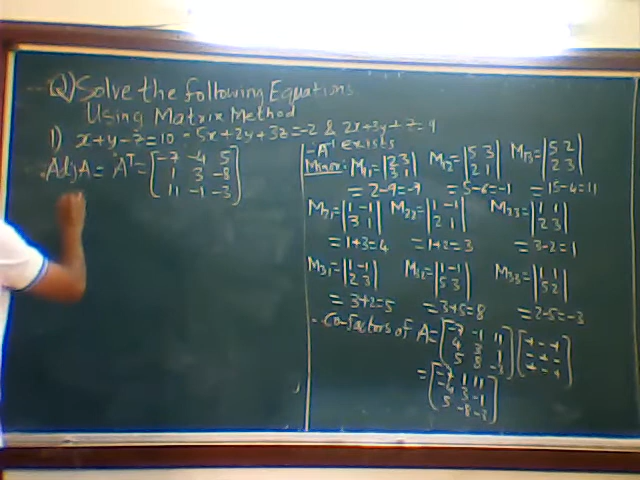 Q) Solve the following Equations
Using Matrix Method
1) x+y-z=10 - 5x+2y+3z=-2 & 2x+3y+z=9
AdjA = Aᵀ = [-7 -4 5
1 3 -8
11 -1 -3]
- A⁻¹ exists
Minor: M₁₁ = |2 3| M₁₂ = |5 3| M₁₃ = |5 2|
|3 1| |2 1| |2 3|
= 2-9=-7 = 5-6=-1 = 15-4=11
M₂₁ = |1 -1| M₂₂ = |1 -1| M₂₃ = |1 1|
|3 1| |2 1| |2 3|
= 1+3=4 = 1+2=3 = 3-2=1
M₃₁ = |1 -1| M₃₂ = |1 -1| M₃₃ = |1 1|
|2 3| |5 3| |5 2|
= 3+2=5 = 3+5=8 = 2-5=-3
- Co-factors of A = [-7 -1 11] [+ - +]
[4 3 1] [- + -]
[5 8 -3] [+ - +]
= [-7 1 11]
[-4 3 -1]
[5 -8 -3]